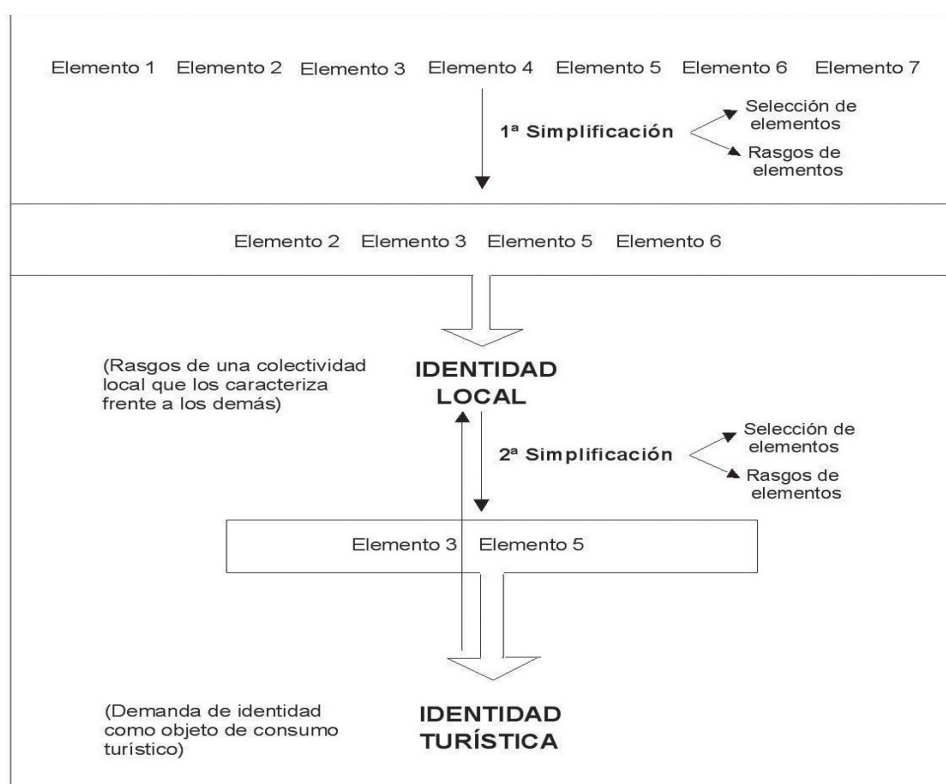 Elemento 1 Elemento 2 Elemento 3 Elemento 4 Elemento 5 Elemento 6 Elemento 7
1ª Simplificación
Selección de
elementos
Rasgos de
elementos
Elemento 2 Elemento 3 Elemento 5 Elemento 6
(Rasgos de una colectividad
local que los caracteriza
frente a los demás)
IDENTIDAD
LOCAL
2ª Simplificación
Selección de
elementos
Rasgos de
elementos
Elemento 3 Elemento 5
(Demanda de identidad
como objeto de consumo
turístico)
IDENTIDAD
TURÍSTICA